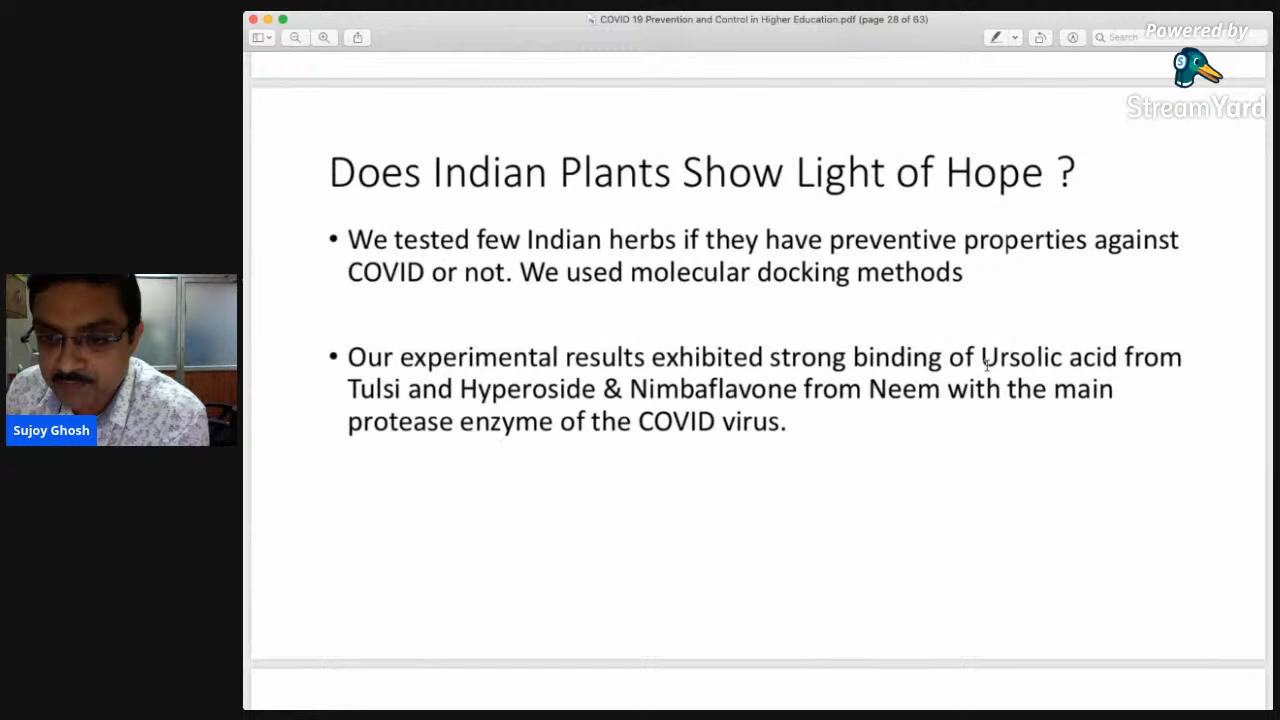 COVID 19 Prevention and Control in Higher Education.pdf (page 28 of 63)
Search
Powered by
S
StreamYard
Does Indian Plants Show Light of Hope ?
• We tested few Indian herbs if they have preventive properties against
COVID or not. We used molecular docking methods
• Our experimental results exhibited strong binding of Ursolic acid from
Tulsi and Hyperoside & Nimbaflavone from Neem with the main
protease enzyme of the COVID virus.
Sujoy Ghosh